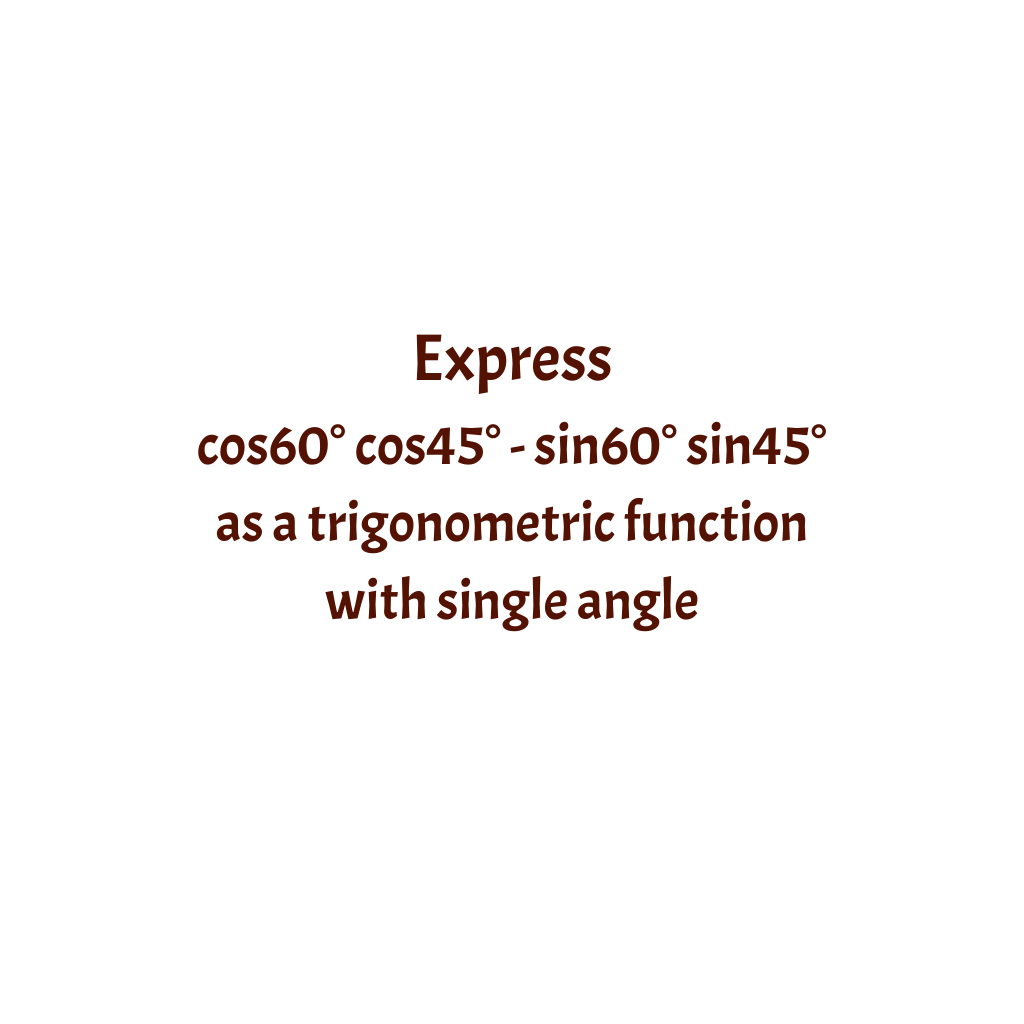 Express
cos60° cos45° - sin60° sin45°
as a trigonometric function
with single angle